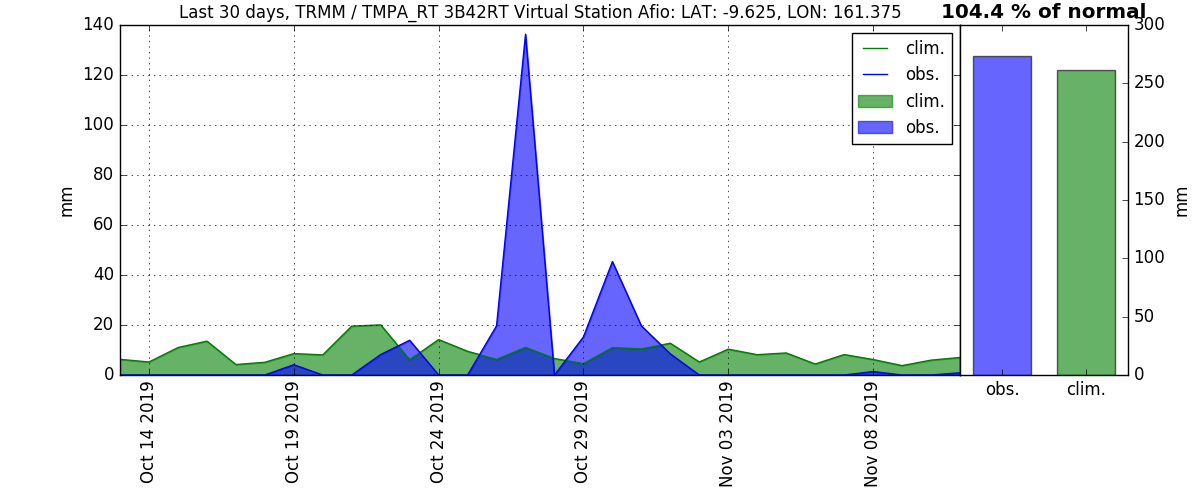 Last 30 days, TRMM / TMPA_RT 3B42RT Virtual Station Afio: LAT: -9.625, LON: 161.375
104.4 % of normal
140
120
100
80
60
40
20
0
mm
clim.
obs.
clim.
obs.
Oct 14 2019
Oct 19 2019
Oct 24 2019
Oct 29 2019
Nov 03 2019
Nov 08 2019
300
250
200
150
100
50
0
mm
obs.
clim.